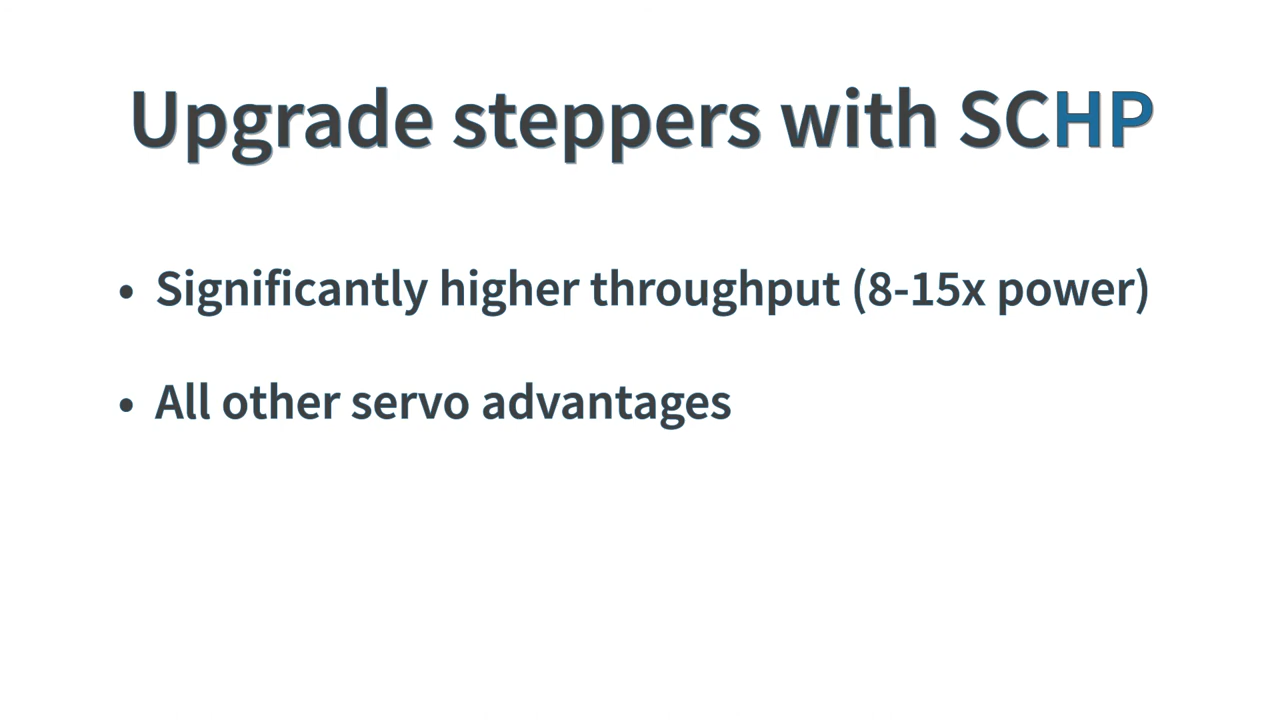 Upgrade steppers with SCHP
• Significantly higher throughput (8-15x power)
• All other servo advantages